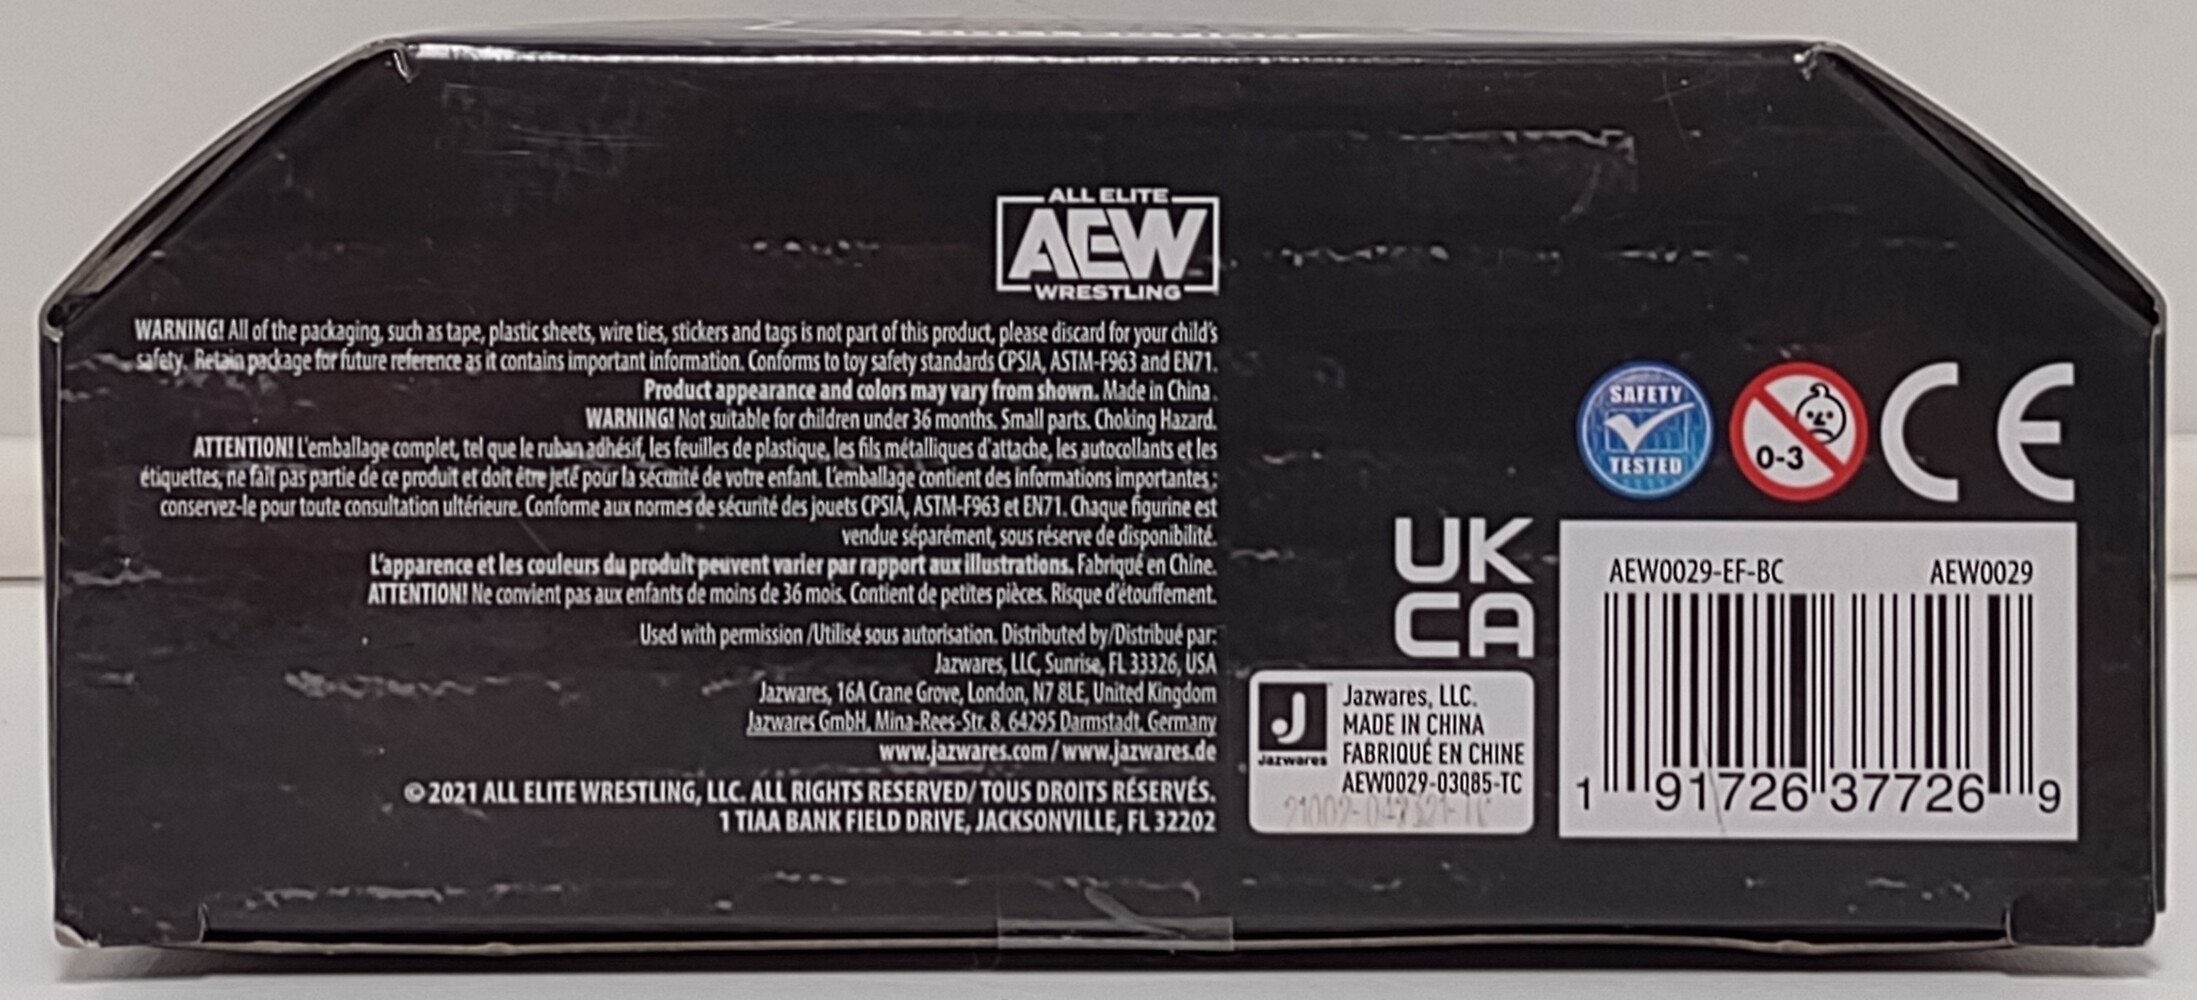 ALL ELITE
AEW
WRESTLING
WARNING! All of the packaging, such as tape, plastic sheets, wire ties, stickers and tags is not part of this product, please discard for your child's
safety. Retain package for future reference as it contains important information. Conforms to toy safety standards CPSIA, ASTM-F963 and EN71.
Product appearance and colors may vary from shown. Made in China.
WARNING! Not suitable for children under 36 months. Small parts. Choking Hazard.
ATTENTION! L'emballage complet, tel que le ruban adhésif, les feuilles de plastique, les fils métalliques d'attache, les autocollants et les
étiquettes, ne fait pas partie de ce produit et doit être jeté pour la sécurité de votre enfant. L'emballage contient des informations importantes ;
conservez-le pour toute consultation ultérieure. Conforme aux normes de sécurité des jouets CPSIA, ASTM-F963 et EN71. Chaque figurine est
vendue séparément, sous réserve de disponibilité.
L'apparence et les couleurs du produit peuvent varier par rapport aux illustrations. Fabriqué en Chine.
ATTENTION! Ne convient pas aux enfants de moins de 36 mois. Contient de petites pièces. Risque d'étouffement.
Used with permission /Utilisé sous autorisation. Distributed by/Distribué par:
Jazwares, LLC, Sunrise, FL 33326, USA
Jazwares, 16A Crane Grove, London, N7 8LE, United Kingdom
Jazwares GmbH, Mina-Rees-Str. 8, 64295 Darmstadt, Germany
www.jazwares.com / www.jazwares.de
© 2021 ALL ELITE WRESTLING, LLC. ALL RIGHTS RESERVED/ TOUS DROITS RÉSERVÉS.
1 TIAA BANK FIELD DRIVE, JACKSONVILLE, FL 32202
SAFETY
TESTED
0-3
CE
UK
CA
J
Jazwares
Jazwares, LLC.
MADE IN CHINA
FABRIQUÉ EN CHINE
AEW0029-03085-TC
AEW0029-EF-BC AEW0029
1 91726 37726 9